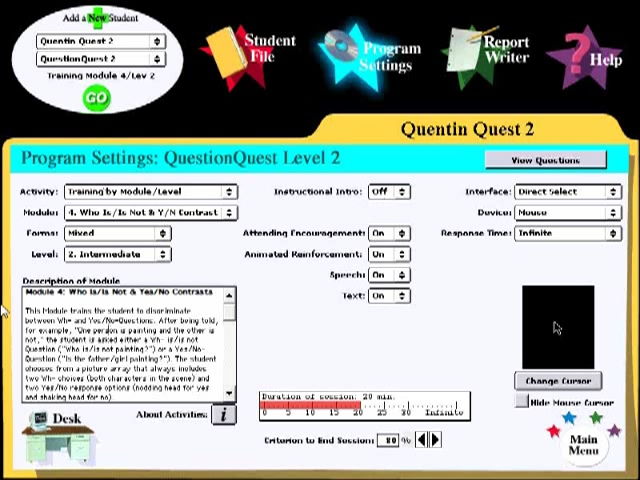 Add a New Student
Quentin Quest 2
QuestionQuest 2
Training Module 4/Lev 2
GO
Student File
Program Settings
Report Writer
Help
Quentin Quest 2
Program Settings: QuestionQuest Level 2
View Questions
Activity: Training by Module/Level
Instructional Intro: Off
Interface: Direct Select
Module: 4. Who Is/Is Not & Y/N Contrast
Device: Mouse
Forms: Mixed
Attending Encouragement: On
Response Time: Infinite
Level: 2. Intermediate
Animated Reinforcement: On
Speech: On
Text: On
Description of Module
Module 4: Who Is/Is Not & Yes/No Contrasts
This Module trains the student to discriminate
between Wh- and Yes/No-Questions. After being told,
for example, "One person is painting and the other is
not," the student is asked either a Wh- is/is not
Question ("Who is/is not painting?") or a Yes/No-
Question ("Is the father/girl painting?"). The student
chooses from a picture array that always includes
two Wh- choices (both characters in the scene) and
two Yes/No response options (nodding head for yes
and shaking head for no).
Change Cursor
Hide Mouse Cursor
Duration of session: 20 min.
0 5 10 15 20 25 30 Infinite
Desk
About Activities: i
Criterion to End Session: 80 %
Main Menu